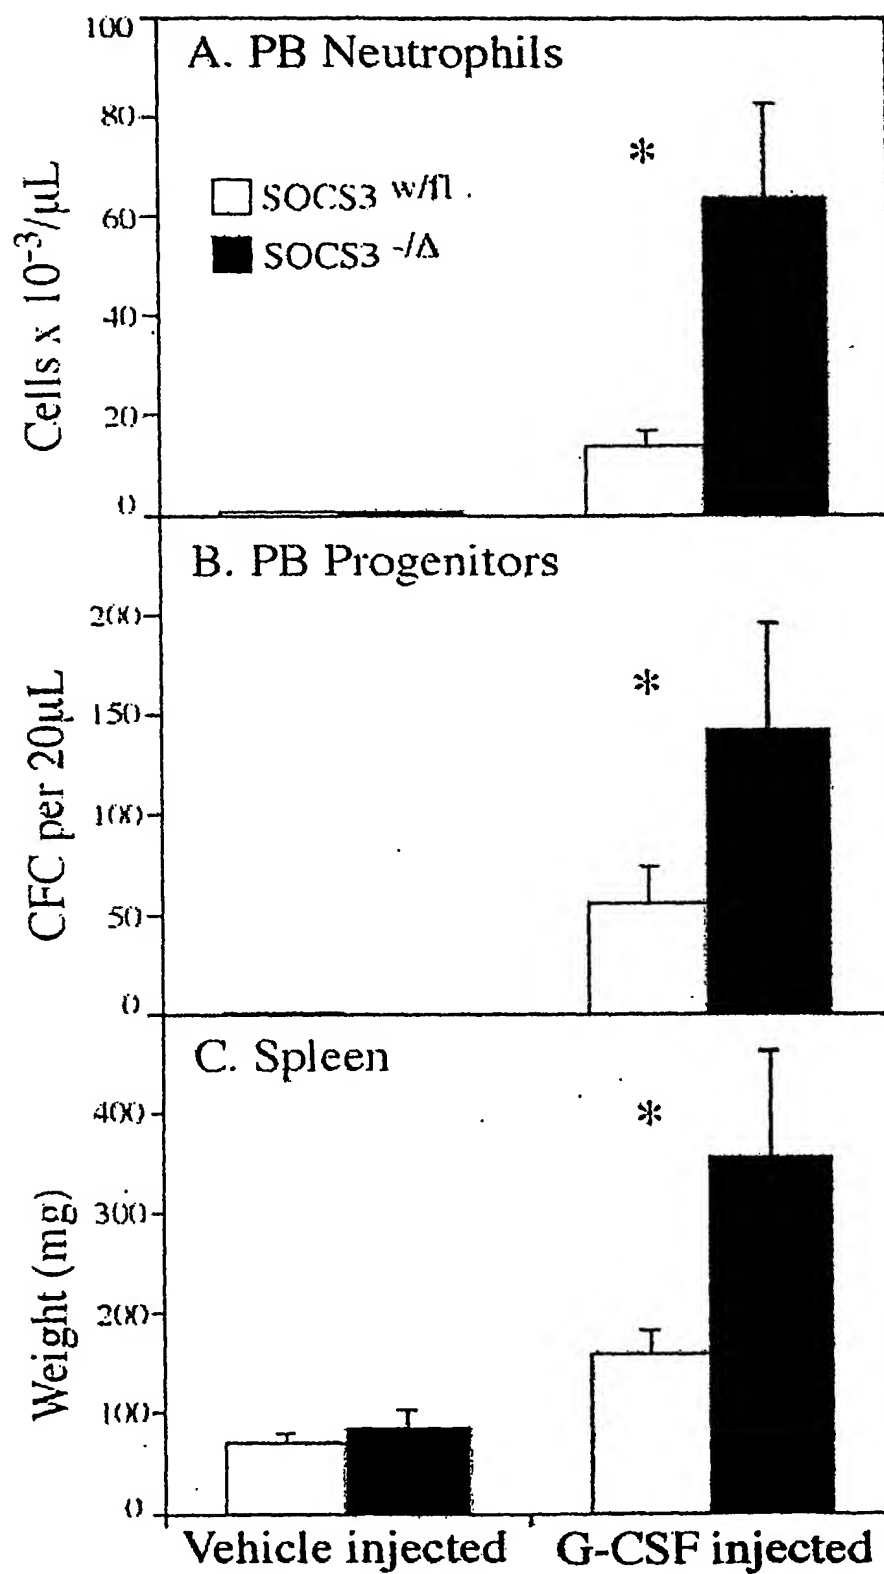 A. PB Neutrophils
Cells x 10⁻³/μL
100
80
60
40
20
0
SOCS3 w/fl
SOCS3 -/Δ
*
B. PB Progenitors
CFC per 20μL
200
150
100
50
0
*
C. Spleen
Weight (mg)
400
300
200
100
0
*
Vehicle injected
G-CSF injected